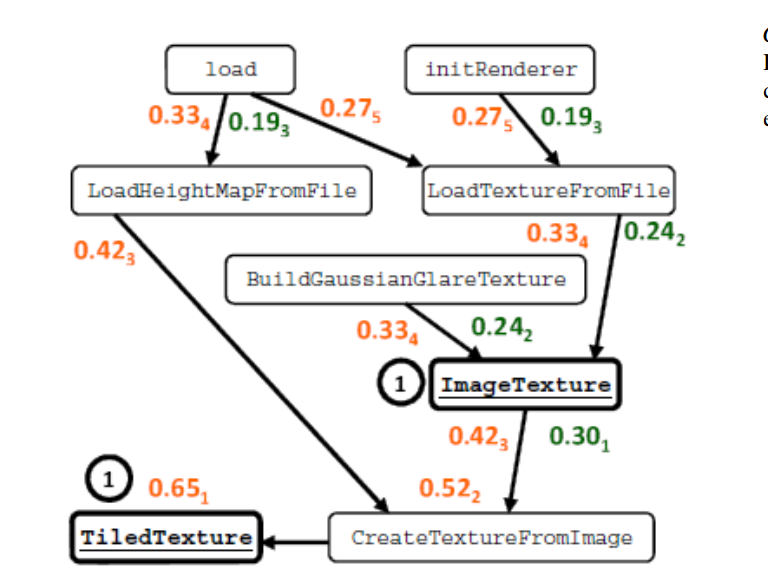 load
initRenderer
0.33₄
0.19₃
0.27₅
0.27₅
0.19₃
LoadHeightMapFromFile
LoadTextureFromFile
0.42₃
0.33₄
0.24₂
BuildGaussianGlareTexture
0.33₄
0.24₂
1
ImageTexture
0.42₃
0.30₁
1
0.65₁
0.52₂
TiledTexture
CreateTextureFromImage